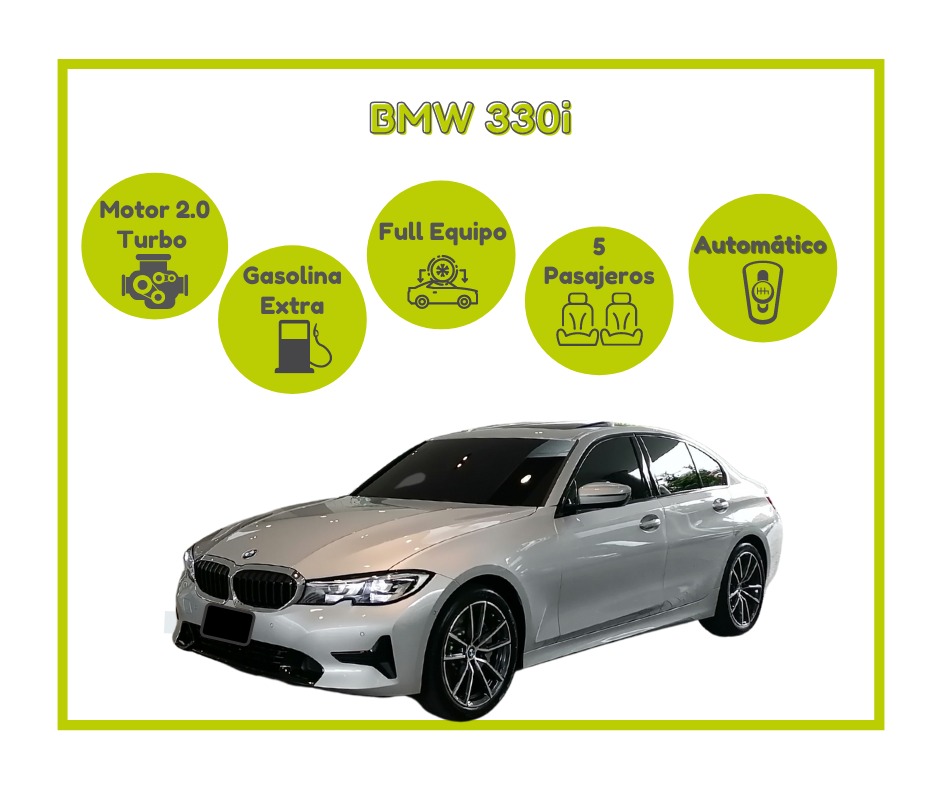 BMW 330i
Motor 2.0
Turbo
Gasolina
Extra
Full Equipo
5
Pasajeros
Automático